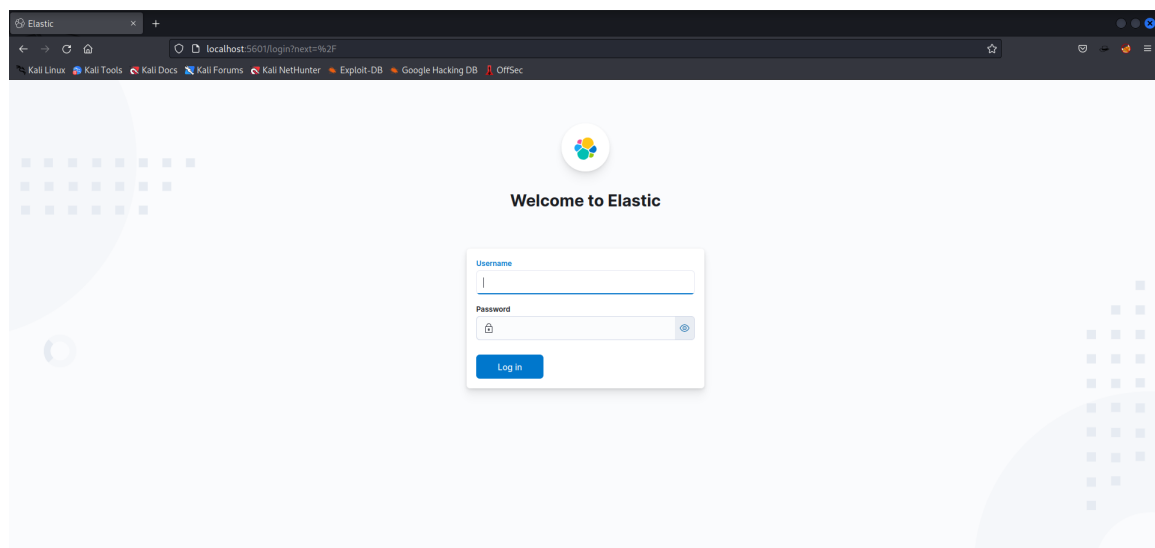 Elastic
localhost:5601/login?next=%2F
Kali Linux Kali Tools Kali Docs Kali Forums Kali NetHunter Exploit-DB Google Hacking DB OffSec
Welcome to Elastic
Username
Password
Log in